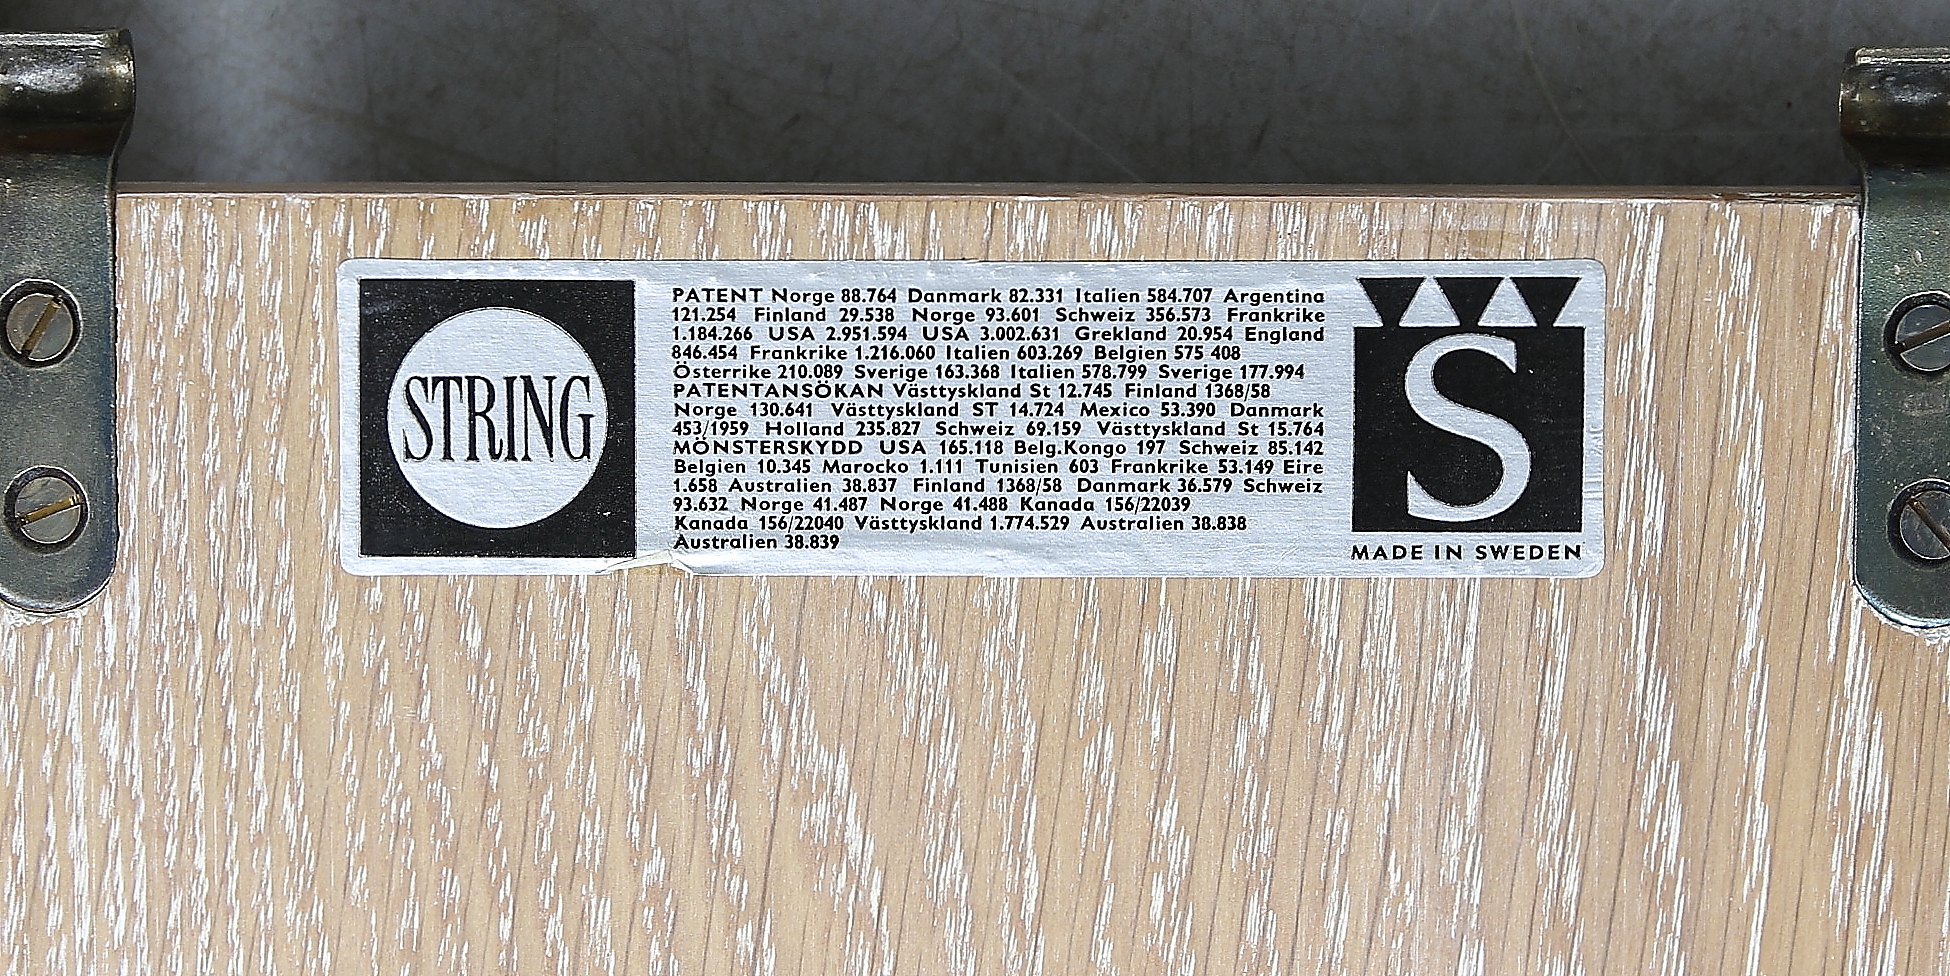 STRING
PATENT Norge 88.764 Danmark 82.331 Italien 584.707 Argentina
121.254 Finland 29.538 Norge 93.601 Schweiz 356.573 Frankrike
1.184.266 USA 2.951.594 USA 3.002.631 Grekland 20.954 England
846.454 Frankrike 1.216.060 Italien 603.269 Belgien 575 408
Österrike 210.089 Sverige 163.368 Italien 578.799 Sverige 177.994
PATENTANSÖKAN Västtyskland St 12.745 Finland 1368/58
Norge 130.641 Västtyskland ST 14.724 Mexico 53.390 Danmark
453/1959 Holland 235.827 Schweiz 69.159 Västtyskland St 15.764
MÖNSTERSKYDD USA 165.118 Belg.Kongo 197 Schweiz 85.142
Belgien 10.345 Marocko 1.111 Tunisien 603 Frankrike 53.149 Eire
1.658 Australien 38.837 Finland 1368/58 Danmark 36.579 Schweiz
93.632 Norge 41.487 Norge 41.488 Kanada 156/22039
Kanada 156/22040 Västtyskland 1.774.529 Australien 38.838
Australien 38.839
S
MADE IN SWEDEN